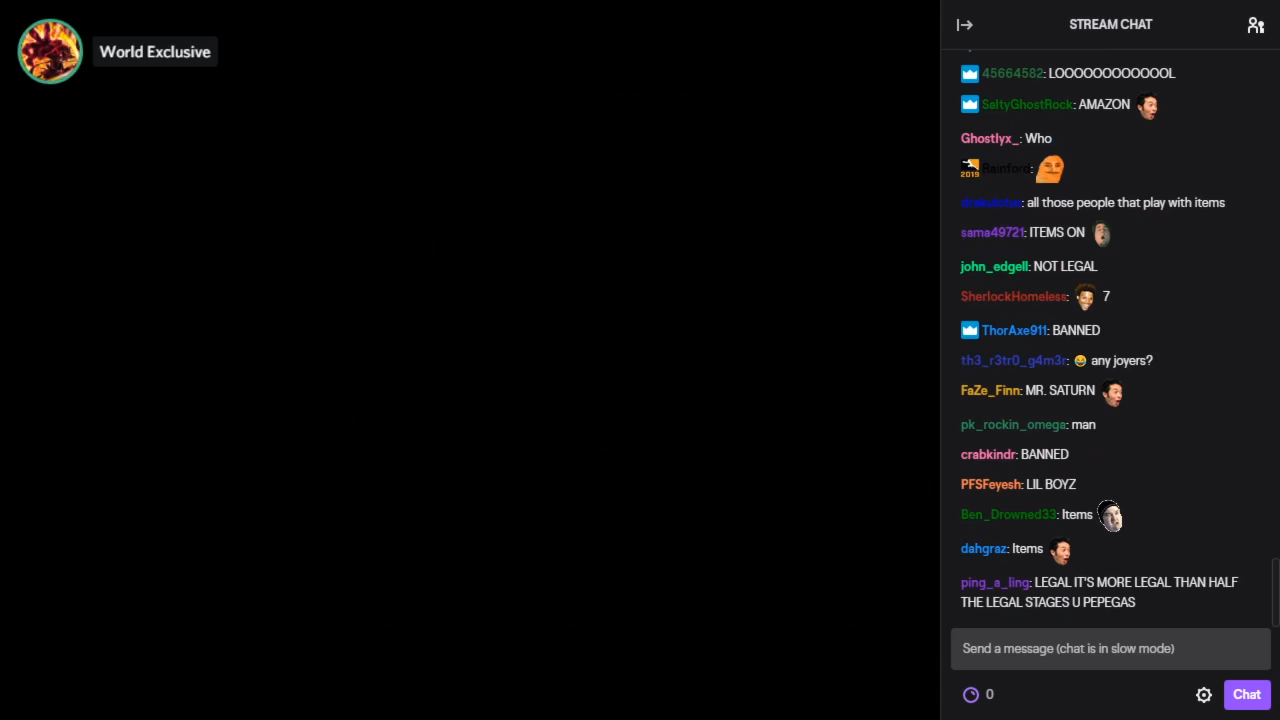 World Exclusive
STREAM CHAT
45664582: LOOOOOOOOOOOOL
SaltyGhostRock: AMAZON
Ghostlyx_: Who
2019 Rainford:
: all those people that play with items
sama49721: ITEMS ON
john_edgell: NOT LEGAL
SherlockHomeless: 7
ThorAxe911: BANNED
th3_r3tr0_g4m3r: 😂 any joyers?
FaZe_Finn: MR. SATURN
pk_rockin_omega: man
crabkindr: BANNED
PFSFeyesh: LIL BOYZ
Ben_Drowned33: Items
dahgraz: Items
ping_a_ling: LEGAL IT'S MORE LEGAL THAN HALF
THE LEGAL STAGES U PEPEGAS
Send a message (chat is in slow mode)
0
Chat